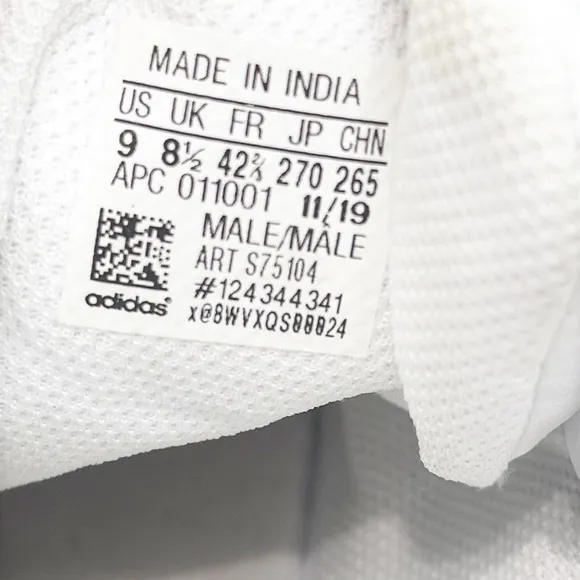 MADE IN INDIA
US UK FR JP CHN
9 8½ 42⅔ 270 265
APC 011001 11/19
MALE/MÂLE
ART S75104
#124344341
adidas
x@8WVXQS00024